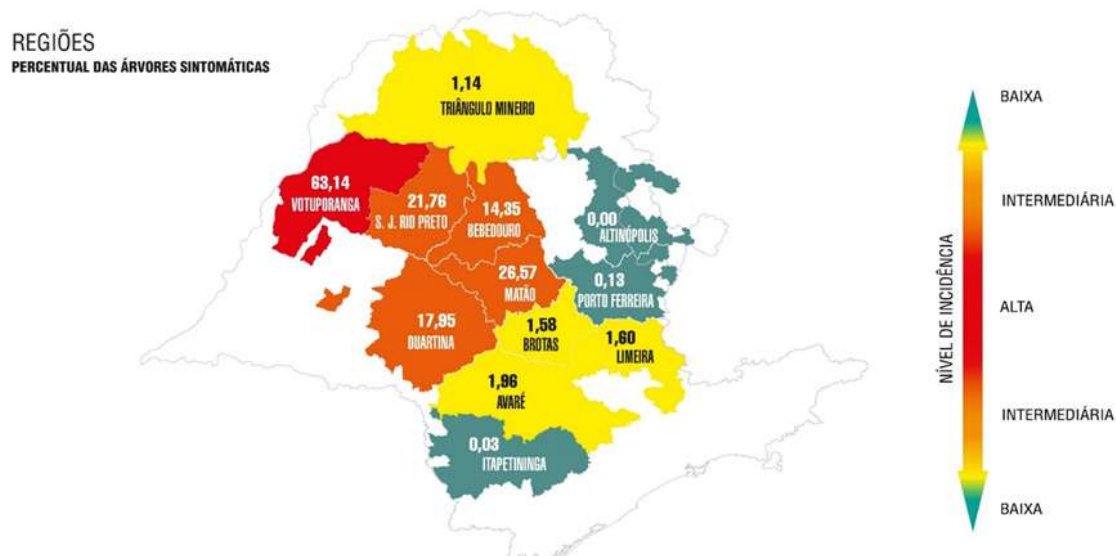 REGIÕES
PERCENTUAL DAS ÁRVORES SINTOMÁTICAS
1,14
TRIÂNGULO MINEIRO
63,14
VOTUPORANGA
21,76
S. J. RIO PRETO
14,35
BEBEDOURO
0,00
ALTINÓPOLIS
26,57
MATÃO
0,13
PORTO FERREIRA
17,95
DUARTINA
1,58
BROTAS
1,60
LIMEIRA
1,96
AVARÉ
0,03
ITAPETININGA
NÍVEL DE INCIDÊNCIA
BAIXA
INTERMEDIÁRIA
ALTA
INTERMEDIÁRIA
BAIXA